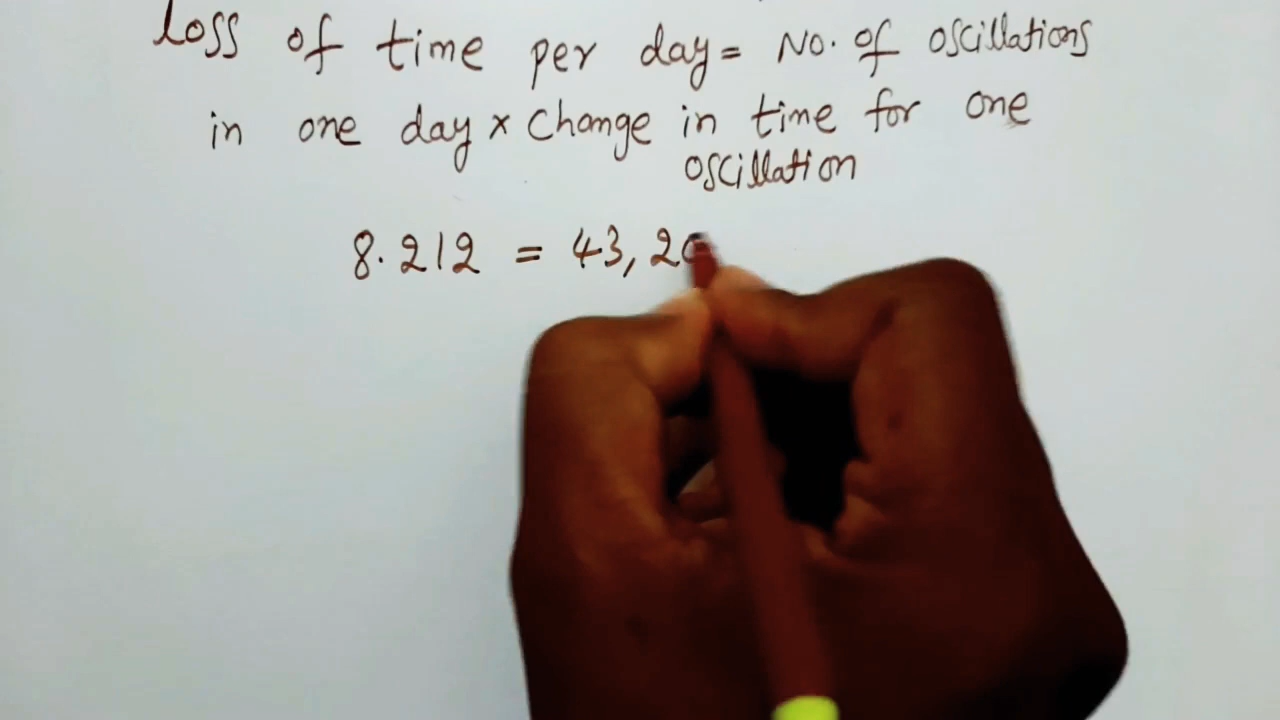 Loss of time per day = No. of oscillations
in one day × Change in time for one
oscillation
8.212 = 43,20